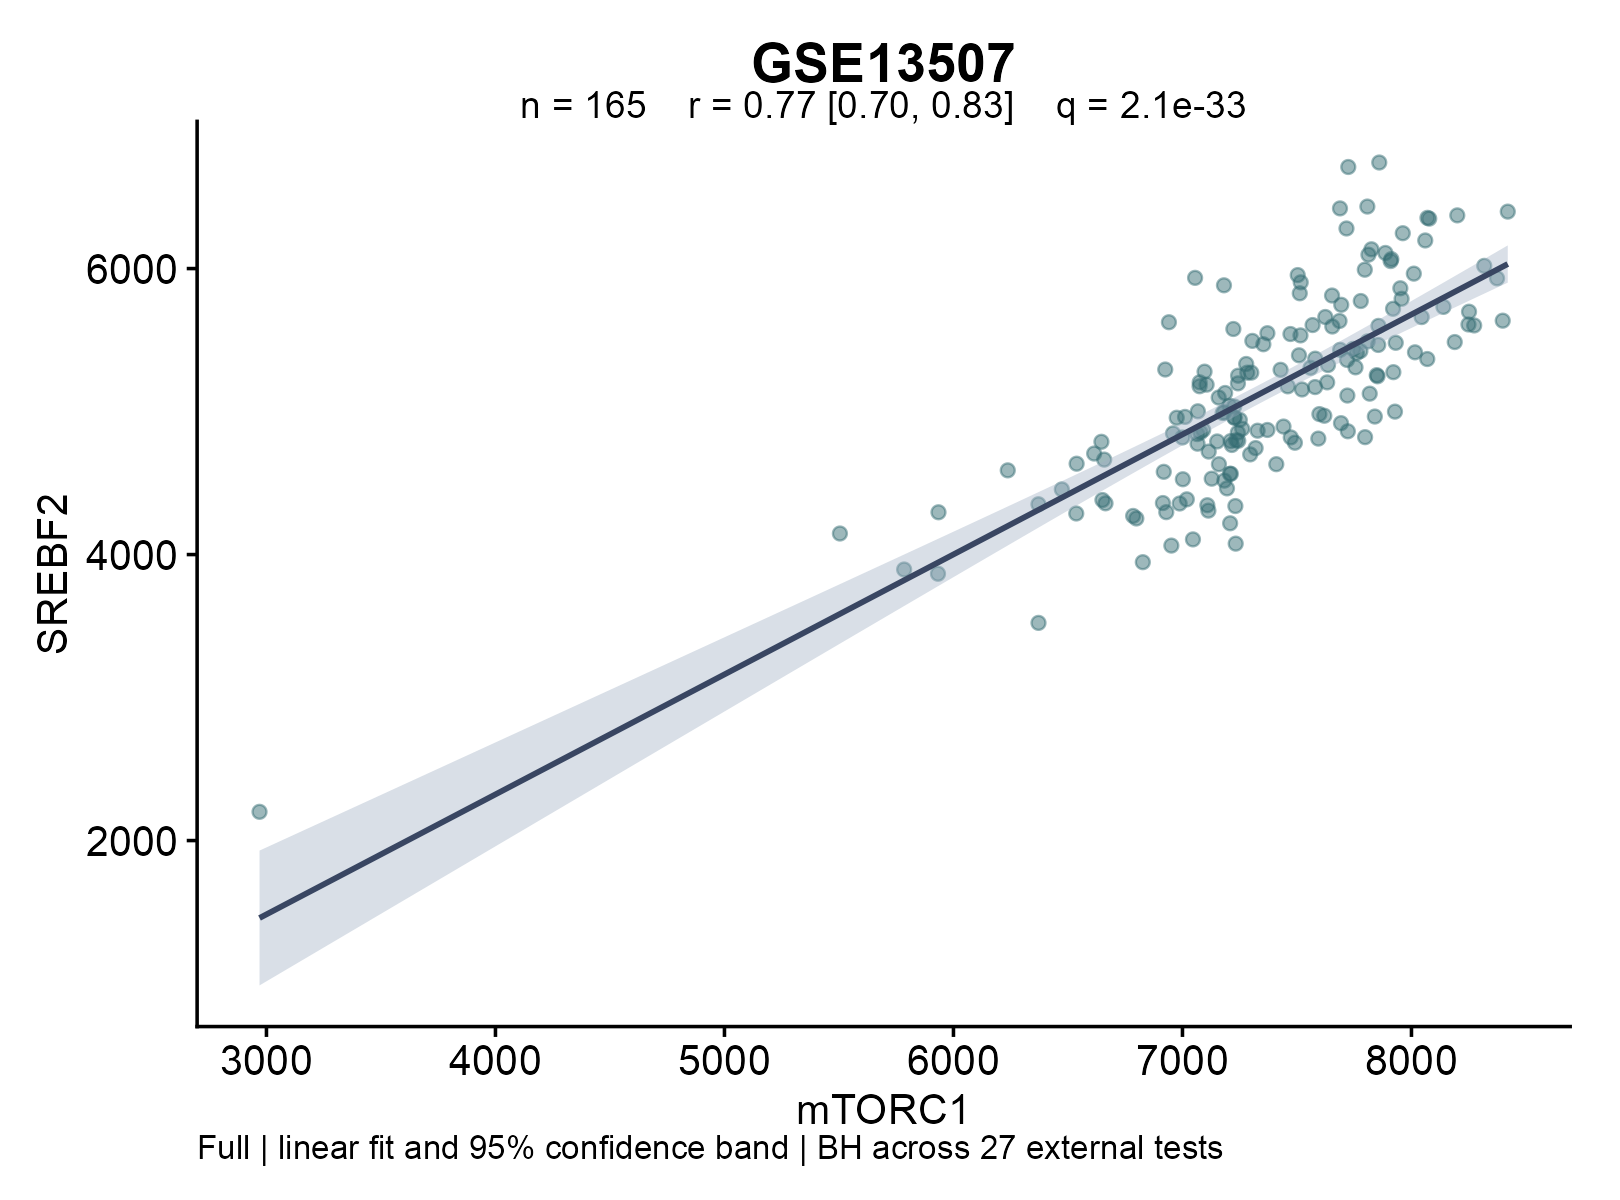 GSE13507
n = 165 r = 0.77 [0.70, 0.83] q = 2.1e-33
SREBF2
6000
4000
2000
3000 4000 5000 6000 7000 8000
mTORC1
Full | linear fit and 95% confidence band | BH across 27 external tests